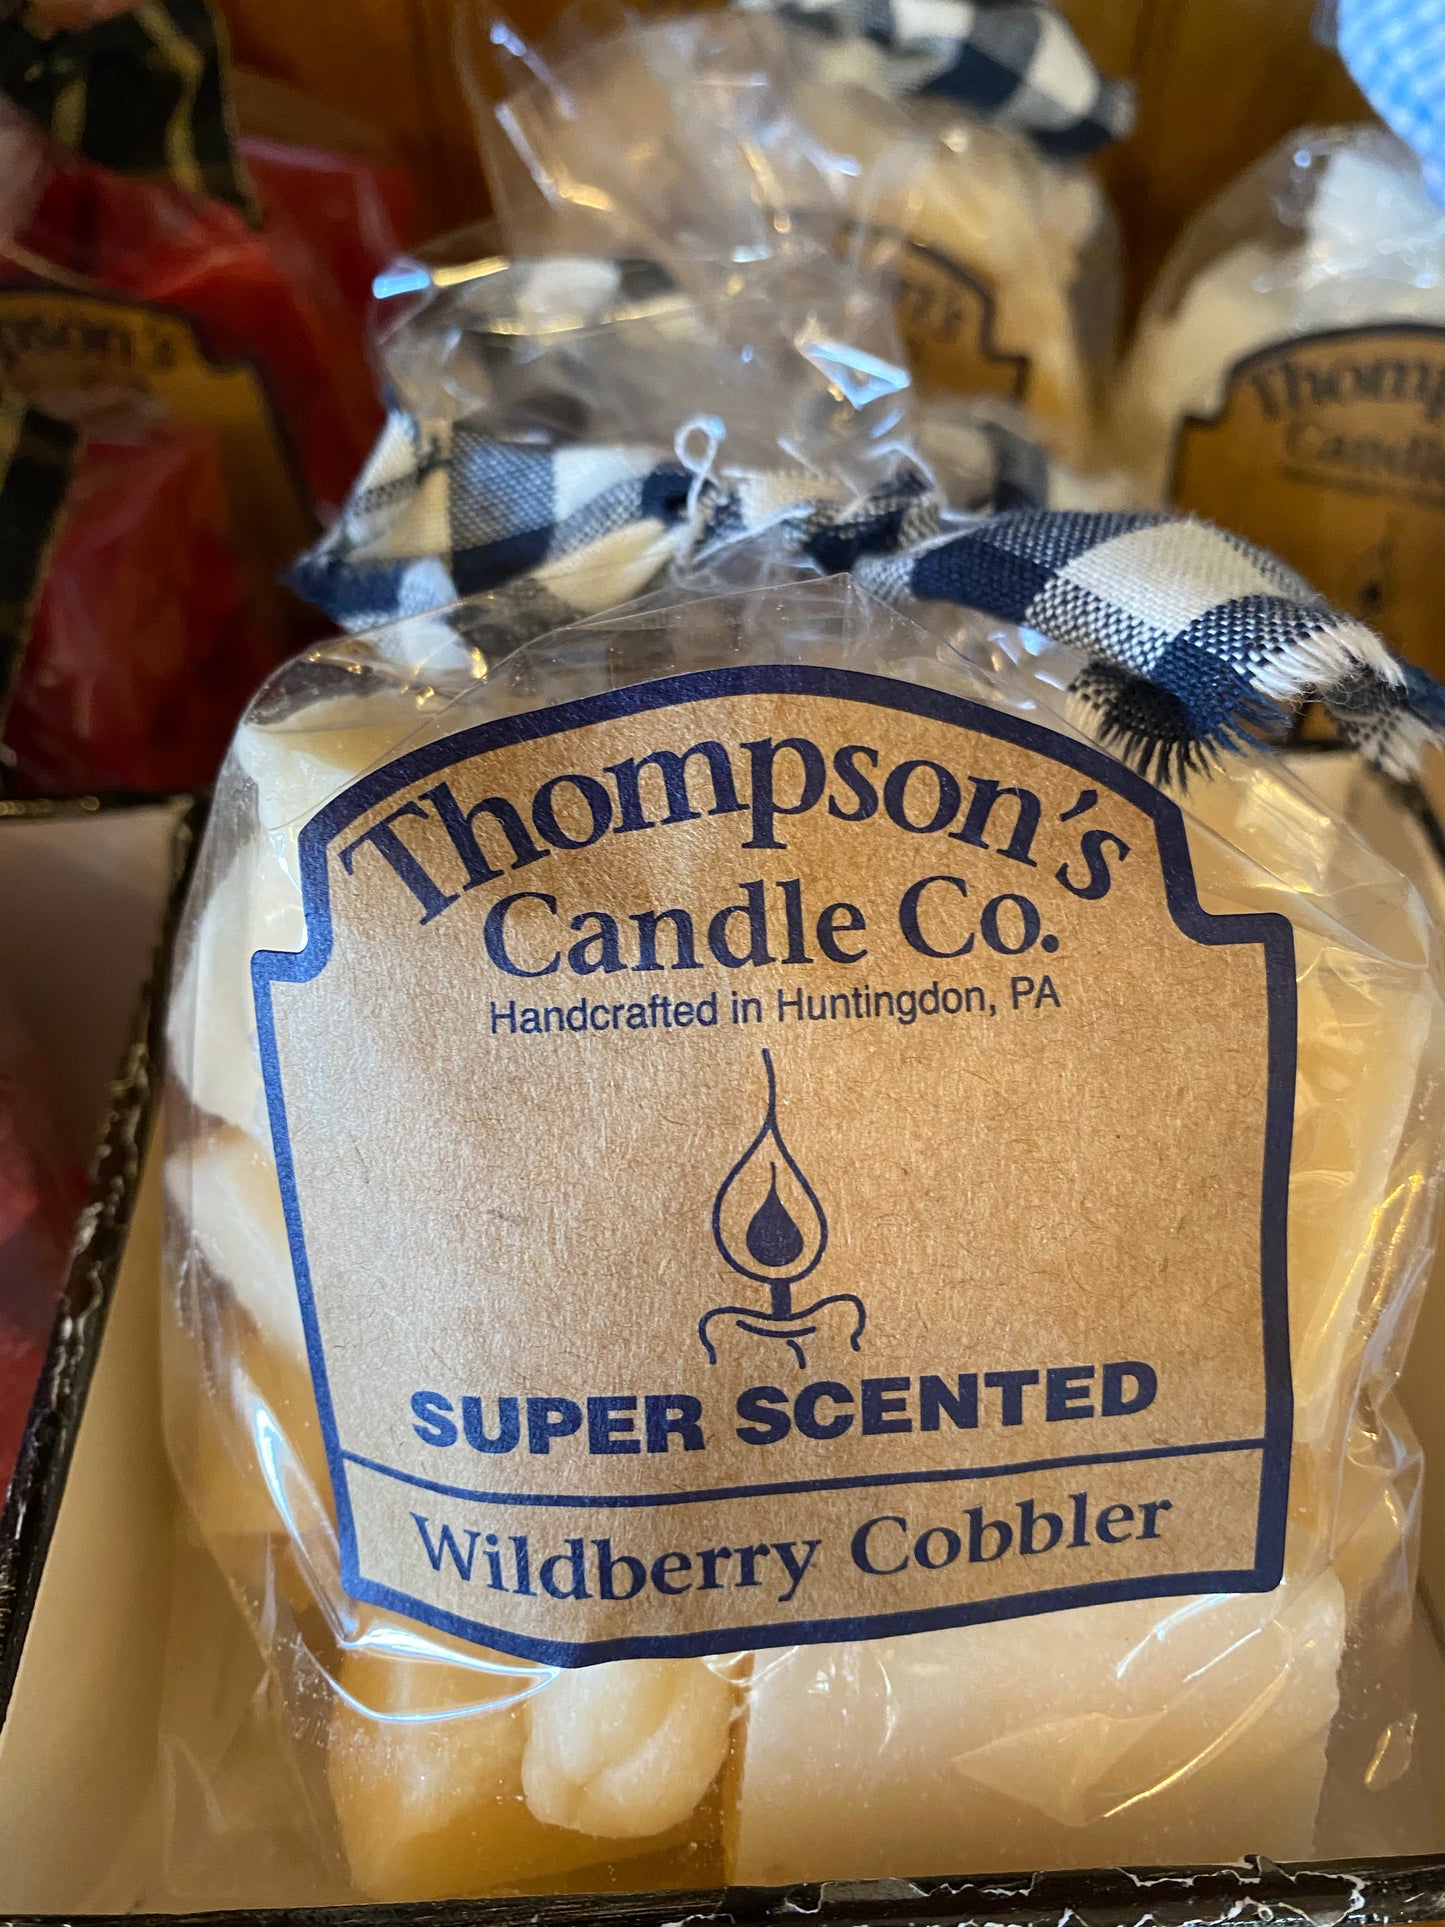 Thompson's
Candle Co.
Handcrafted in Huntingdon, PA
SUPER SCENTED
Wildberry Cobbler